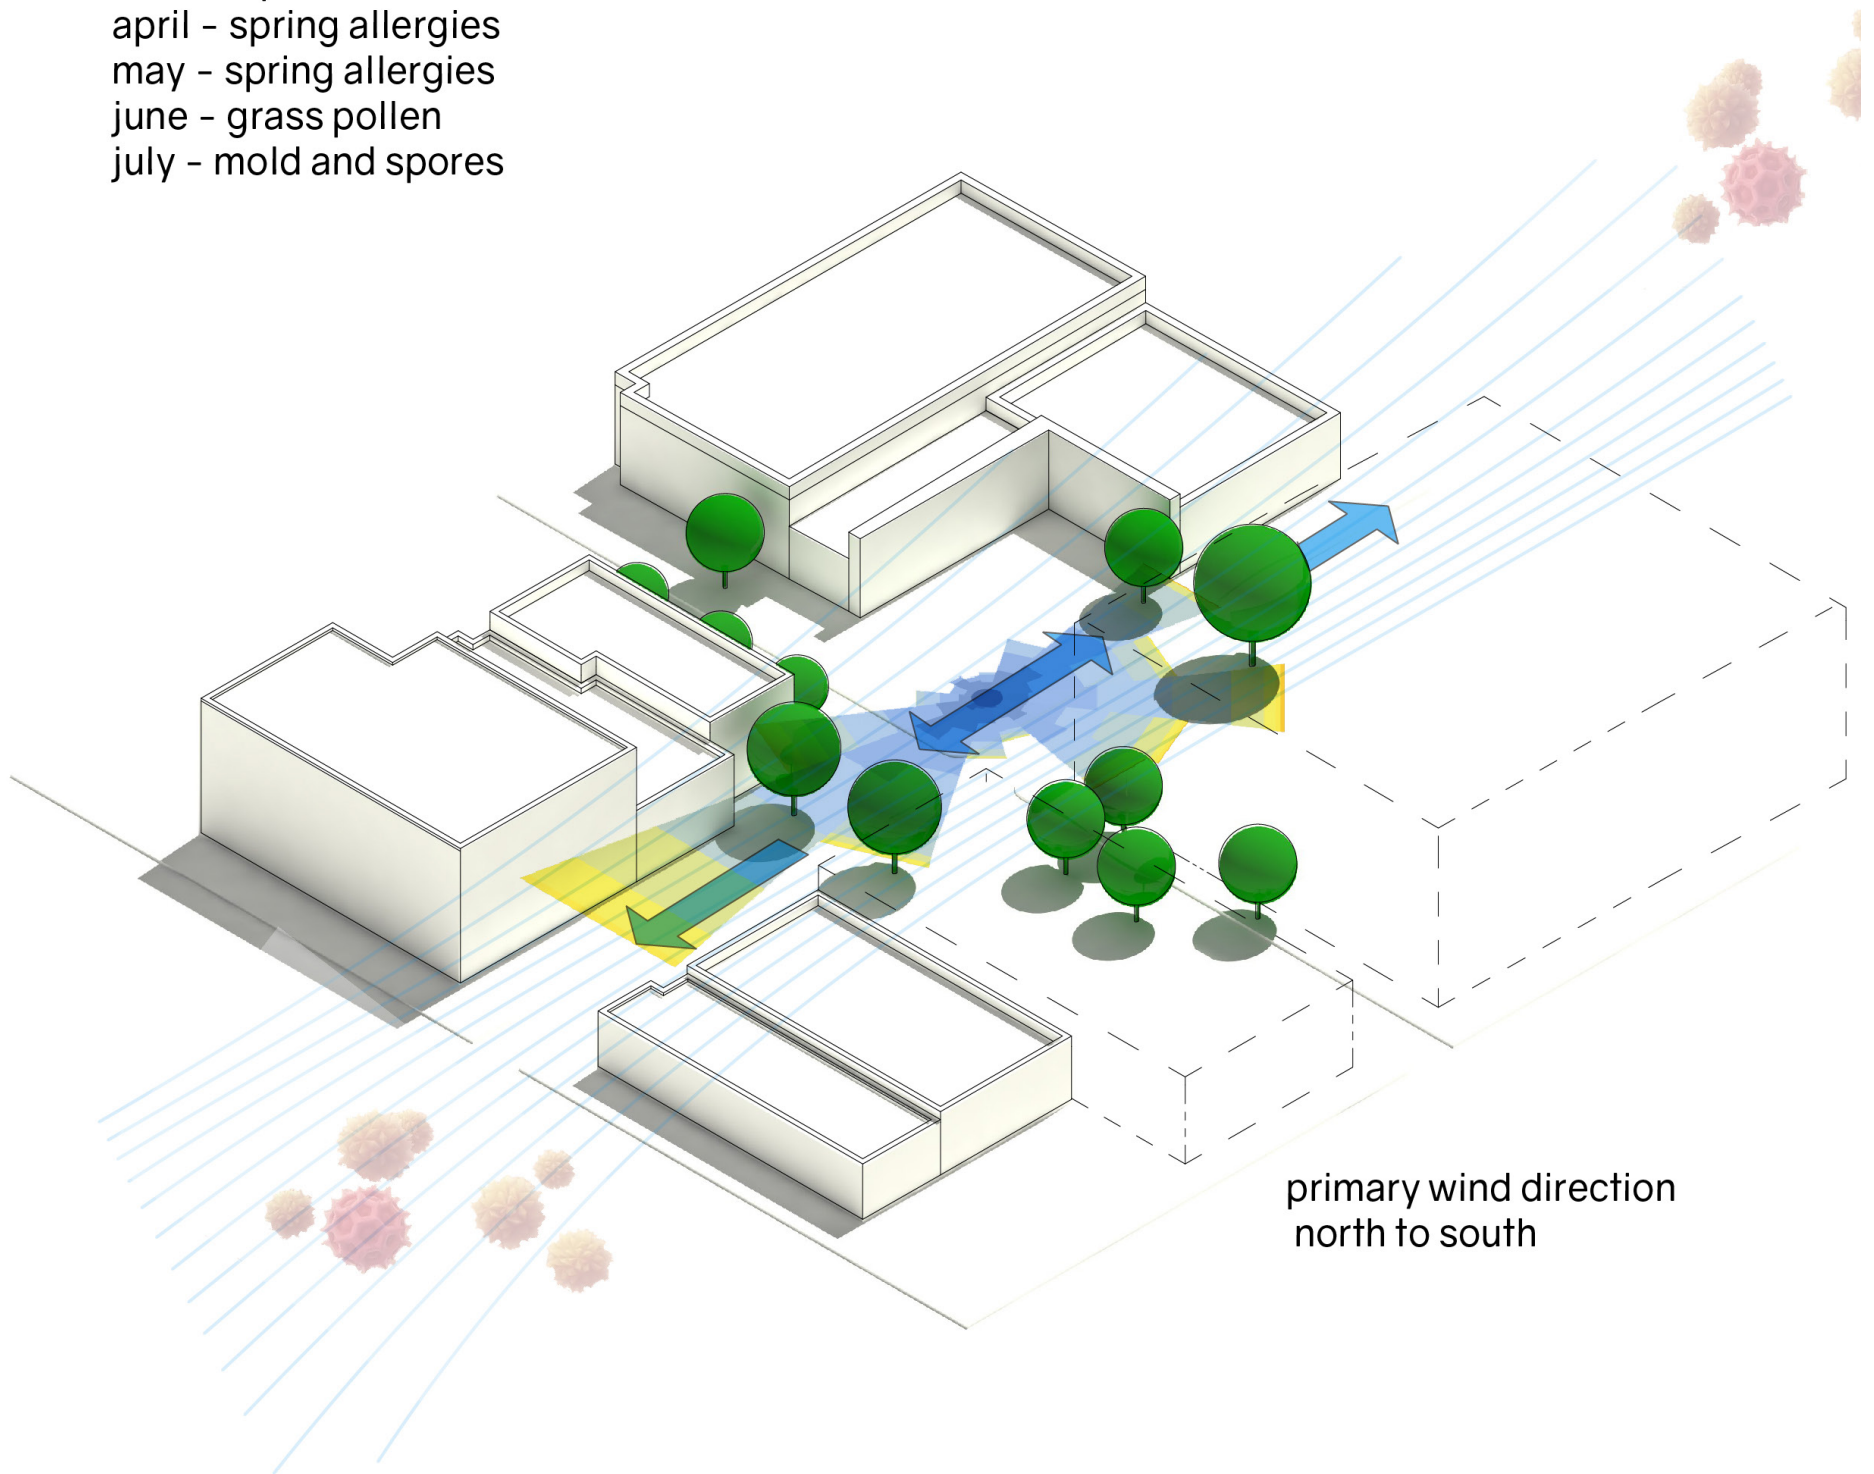 april - spring allergies
may - spring allergies
june - grass pollen
july - mold and spores
primary wind direction
north to south